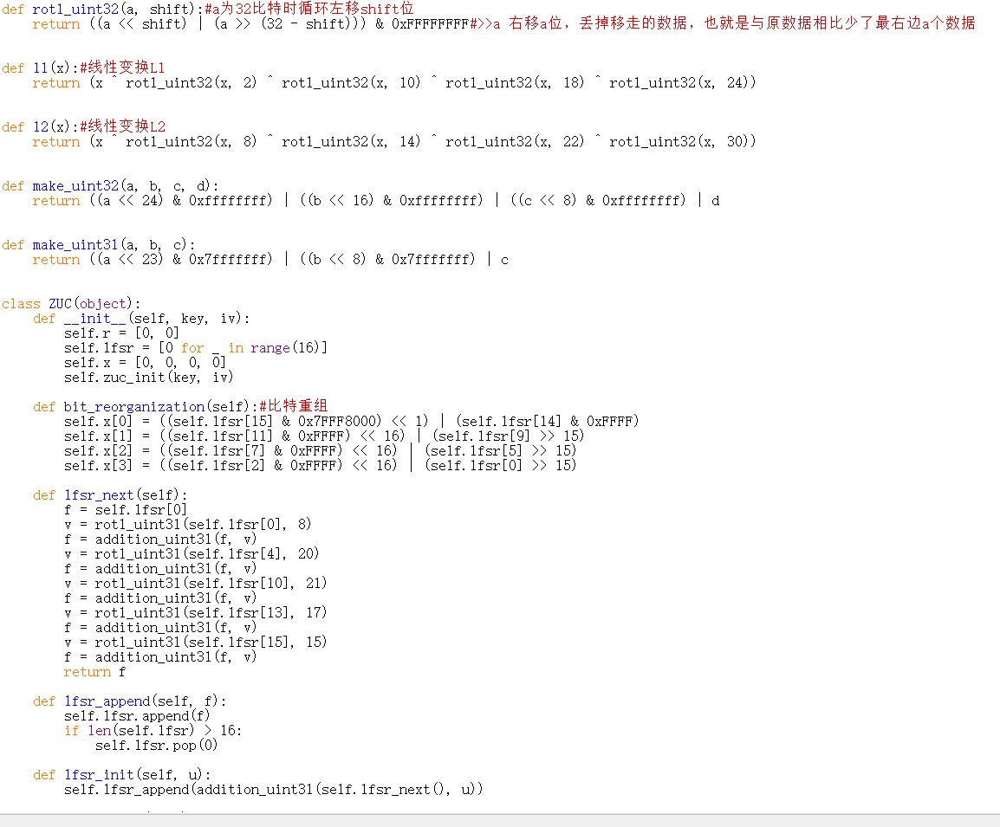 def rotl_uint32(a, shift):#a为32比特时循环左移shift位
    return ((a << shift) | (a >> (32 - shift))) & 0xFFFFFFFF#>>a 右移a位，丢掉移走的数据，也就是与原数据相比少了最右边a个数据
def l1(x):#线性变换L1
    return (x ^ rotl_uint32(x, 2) ^ rotl_uint32(x, 10) ^ rotl_uint32(x, 18) ^ rotl_uint32(x, 24))
def l2(x):#线性变换L2
    return (x ^ rotl_uint32(x, 8) ^ rotl_uint32(x, 14) ^ rotl_uint32(x, 22) ^ rotl_uint32(x, 30))
def make_uint32(a, b, c, d):
    return ((a << 24) & 0xffffffff) | ((b << 16) & 0xffffffff) | ((c << 8) & 0xffffffff) | d
def make_uint31(a, b, c):
    return ((a << 23) & 0x7fffffff) | ((b << 8) & 0x7fffffff) | c
class ZUC(object):
    def __init__(self, key, iv):
        self.r = [0, 0]
        self.lfsr = [0 for _ in range(16)]
        self.x = [0, 0, 0, 0]
        self.zuc_init(key, iv)
    def bit_reorganization(self):#比特重组
        self.x[0] = ((self.lfsr[15] & 0x7FFF8000) << 1) | (self.lfsr[14] & 0xFFFF)
        self.x[1] = ((self.lfsr[11] & 0xFFFF) << 16) | (self.lfsr[9] >> 15)
        self.x[2] = ((self.lfsr[7] & 0xFFFF) << 16) | (self.lfsr[5] >> 15)
        self.x[3] = ((self.lfsr[2] & 0xFFFF) << 16) | (self.lfsr[0] >> 15)
    def lfsr_next(self):
        f = self.lfsr[0]
        v = rotl_uint31(self.lfsr[0], 8)
        f = addition_uint31(f, v)
        v = rotl_uint31(self.lfsr[4], 20)
        f = addition_uint31(f, v)
        v = rotl_uint31(self.lfsr[10], 21)
        f = addition_uint31(f, v)
        v = rotl_uint31(self.lfsr[13], 17)
        f = addition_uint31(f, v)
        v = rotl_uint31(self.lfsr[15], 15)
        f = addition_uint31(f, v)
        return f
    def lfsr_append(self, f):
        self.lfsr.append(f)
        if len(self.lfsr) > 16:
            self.lfsr.pop(0)
    def lfsr_init(self, u):
        self.lfsr_append(addition_uint31(self.lfsr_next(), u))